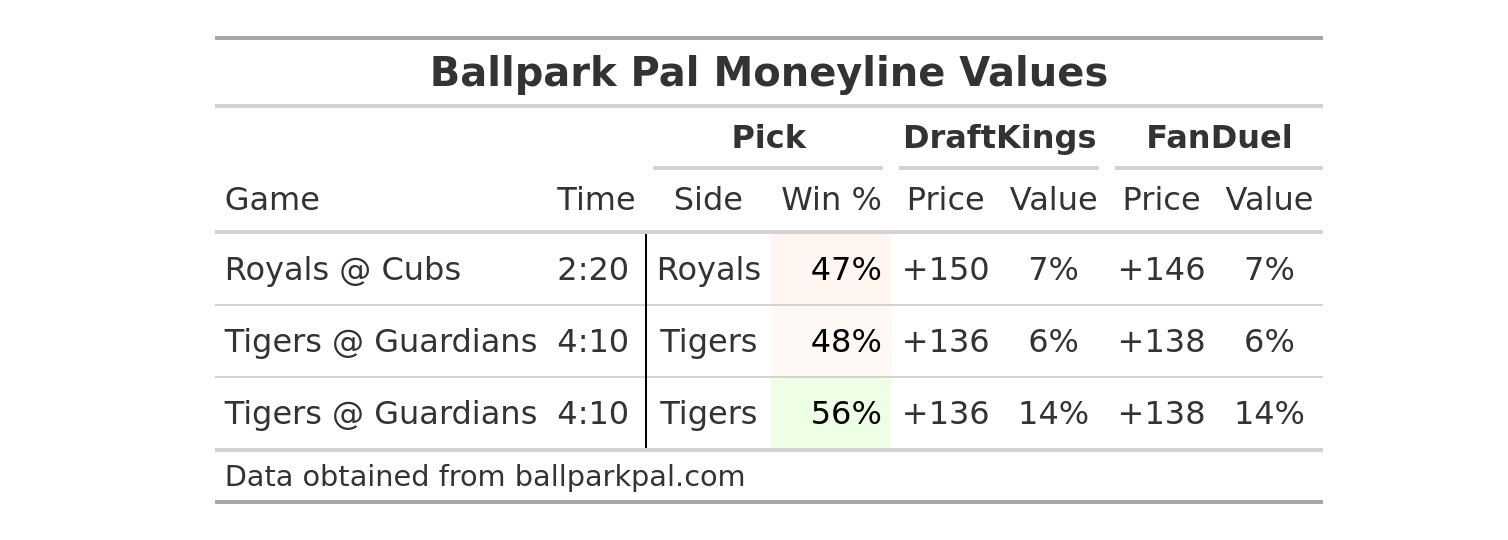 Ballpark Pal Moneyline Values
Pick DraftKings FanDuel
Game Time Side Win % Price Value Price Value
Royals @ Cubs 2:20 Royals 47% +150 7% +146 7%
Tigers @ Guardians 4:10 Tigers 48% +136 6% +138 6%
Tigers @ Guardians 4:10 Tigers 56% +136 14% +138 14%
Data obtained from ballparkpal.com